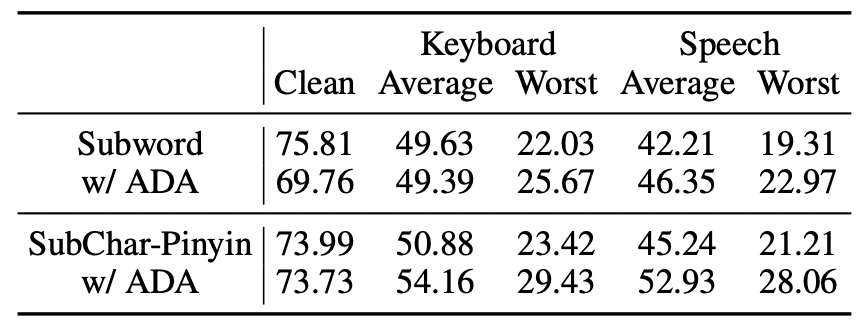 Keyboard Speech
Clean Average Worst Average Worst
Subword 75.81 49.63 22.03 42.21 19.31
w/ ADA 69.76 49.39 25.67 46.35 22.97
SubChar-Pinyin 73.99 50.88 23.42 45.24 21.21
w/ ADA 73.73 54.16 29.43 52.93 28.06